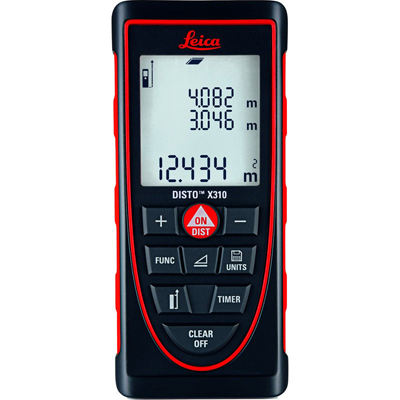 Leica
4.082 m
3.046 m
12.434 m²
DISTO™ X310
+ ON DIST -
FUNC UNITS
TIMER
CLEAR
OFF